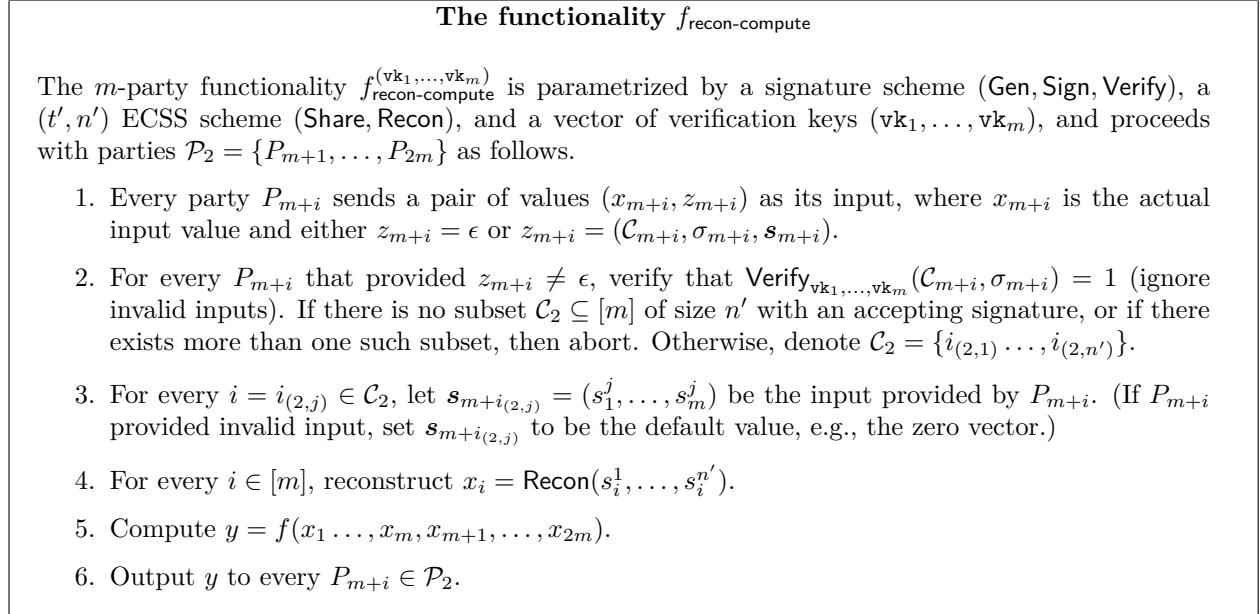 The functionality f_recon-compute
The m-party functionality f_recon-compute^(vk_1,...,vk_m) is parametrized by a signature scheme (Gen, Sign, Verify), a
(t′, n′) ECSS scheme (Share, Recon), and a vector of verification keys (vk_1, . . . , vk_m), and proceeds
with parties 𝒫_2 = {P_{m+1}, . . . , P_{2m}} as follows.
1. Every party P_{m+i} sends a pair of values (x_{m+i}, z_{m+i}) as its input, where x_{m+i} is the actual
input value and either z_{m+i} = ϵ or z_{m+i} = (𝒞_{m+i}, σ_{m+i}, 𝒔_{m+i}).
2. For every P_{m+i} that provided z_{m+i} ≠ ϵ, verify that Verify_{vk_1,...,vk_m}(𝒞_{m+i}, σ_{m+i}) = 1 (ignore
invalid inputs). If there is no subset 𝒞_2 ⊆ [m] of size n′ with an accepting signature, or if there
exists more than one such subset, then abort. Otherwise, denote 𝒞_2 = {i_{(2,1)} . . . , i_{(2,n′)}}.
3. For every i = i_{(2,j)} ∈ 𝒞_2, let 𝒔_{m+i_{(2,j)}} = (s_1^j, . . . , s_m^j) be the input provided by P_{m+i}. (If P_{m+i}
provided invalid input, set 𝒔_{m+i_{(2,j)}} to be the default value, e.g., the zero vector.)
4. For every i ∈ [m], reconstruct x_i = Recon(s_i^1, . . . , s_i^{n′}).
5. Compute y = f(x_1 . . . , x_m, x_{m+1}, . . . , x_{2m}).
6. Output y to every P_{m+i} ∈ 𝒫_2.